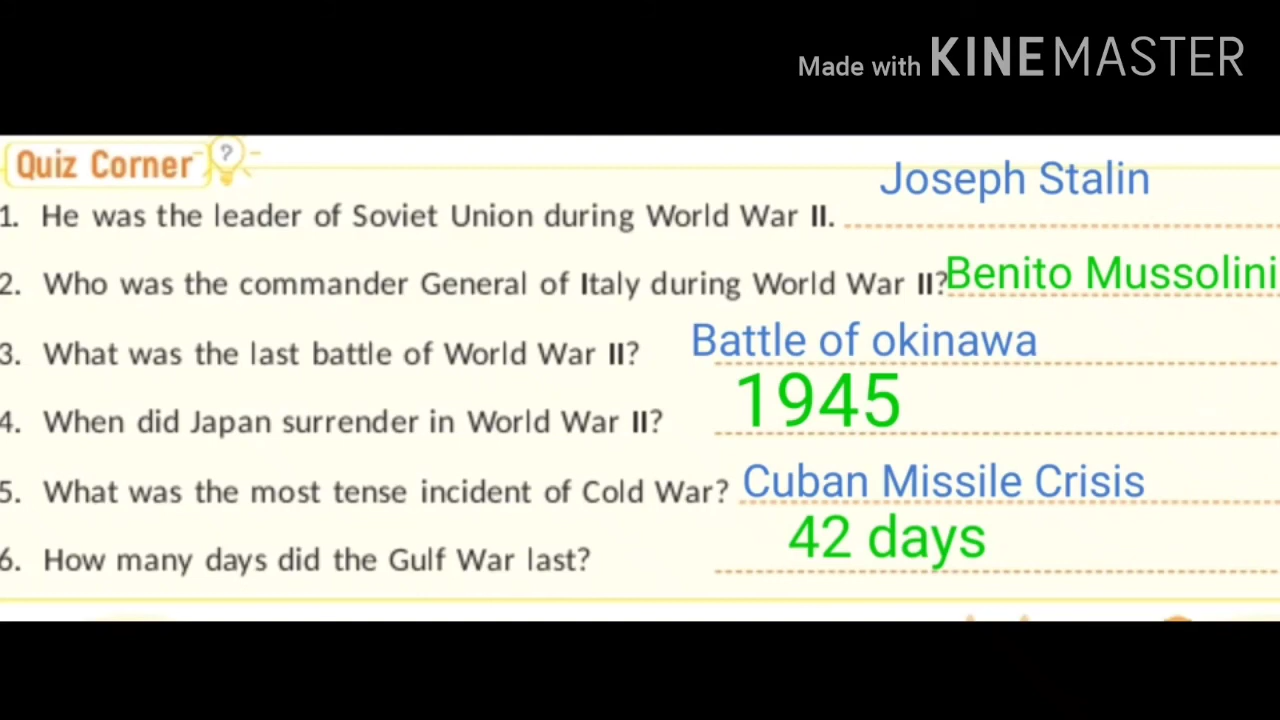 Made with KINEMASTER
Quiz Corner ?
Joseph Stalin
1. He was the leader of Soviet Union during World War II.
2. Who was the commander General of Italy during World War II? Benito Mussolini
3. What was the last battle of World War II? Battle of okinawa
4. When did Japan surrender in World War II? 1945
5. What was the most tense incident of Cold War? Cuban Missile Crisis
6. How many days did the Gulf War last? 42 days